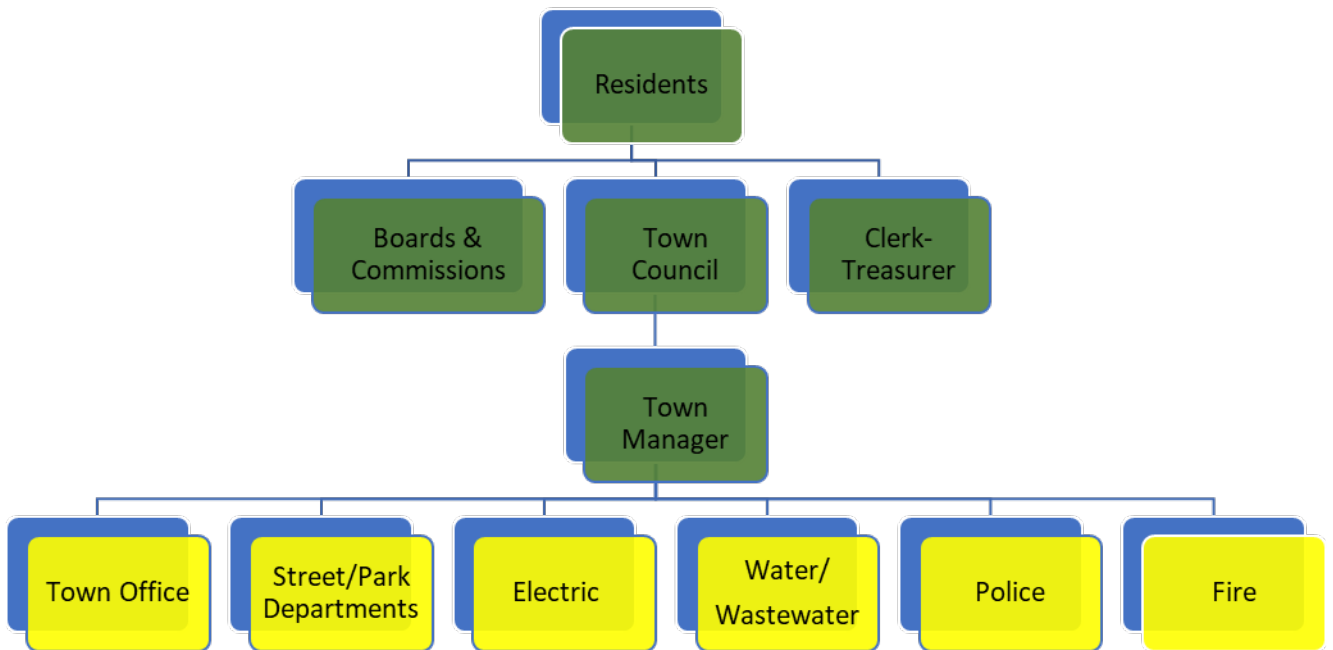 Residents
Boards &
Commissions
Town
Council
Clerk-
Treasurer
Town
Manager
Town Office
Street/Park
Departments
Electric
Water/
Wastewater
Police
Fire